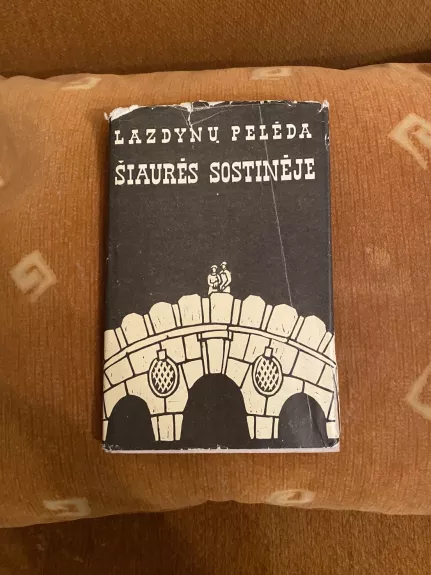 LAZDYNŲ PELĖDA
ŠIAURĖS SOSTINĖJE